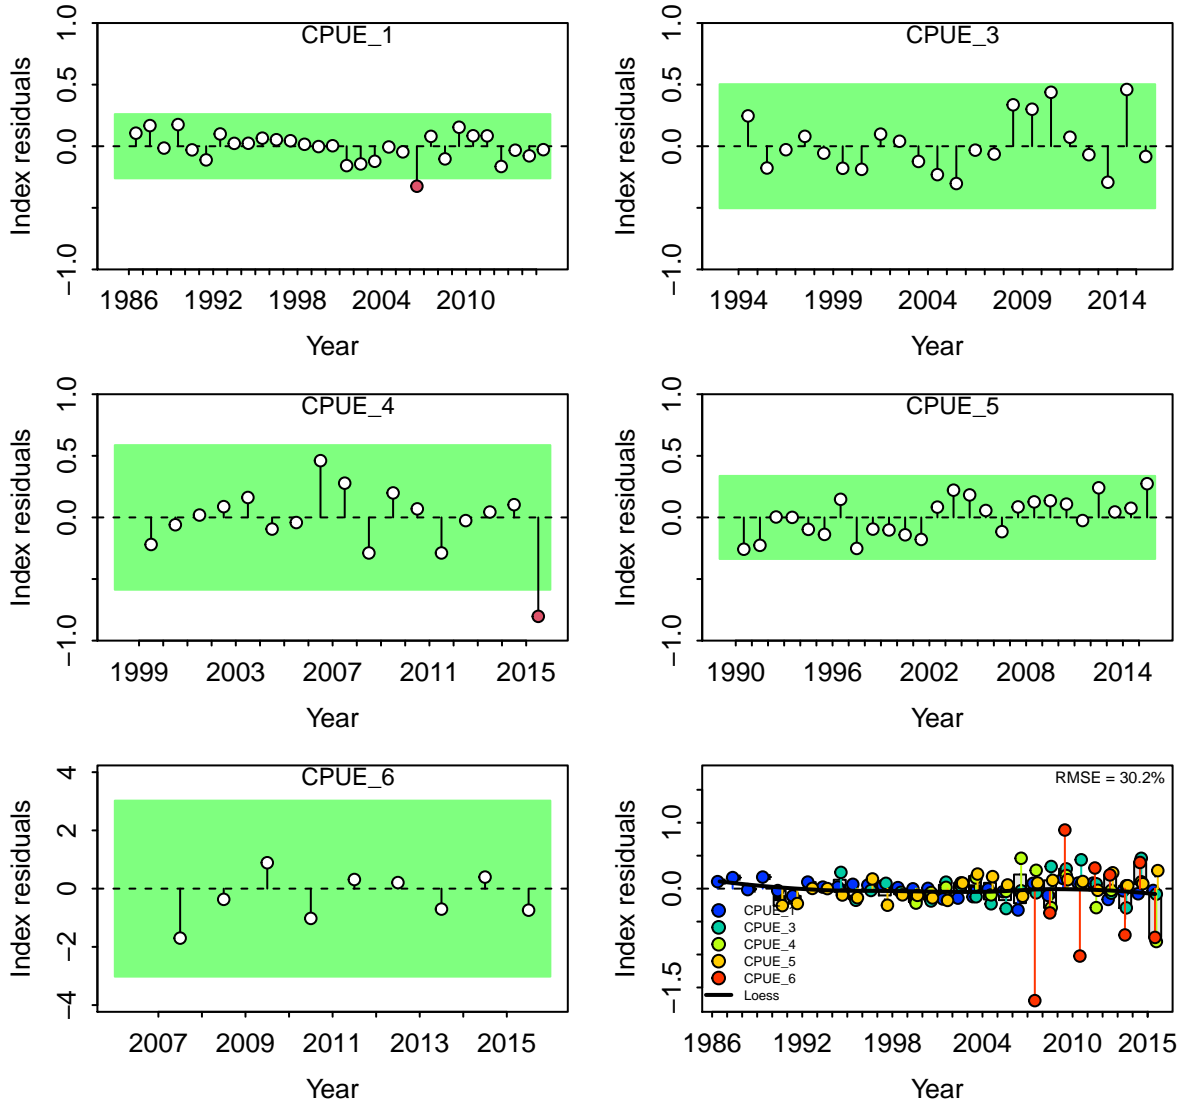 CPUE_1
Index residuals
1.0
0.5
0.0
−1.0
1986 1992 1998 2004 2010
Year
CPUE_3
Index residuals
1.0
0.5
0.0
−1.0
1994 1999 2004 2009 2014
Year
CPUE_4
Index residuals
1.0
0.5
0.0
−1.0
1999 2003 2007 2011 2015
Year
CPUE_5
Index residuals
1.0
0.5
0.0
−1.0
1990 1996 2002 2008 2014
Year
CPUE_6
Index residuals
4
2
0
−2
−4
2007 2009 2011 2013 2015
Year
RMSE = 30.2%
Index residuals
1.0
0.0
−1.5
CPUE_1
CPUE_3
CPUE_4
CPUE_5
CPUE_6
Loess
1986 1992 1998 2004 2010 2015
Year